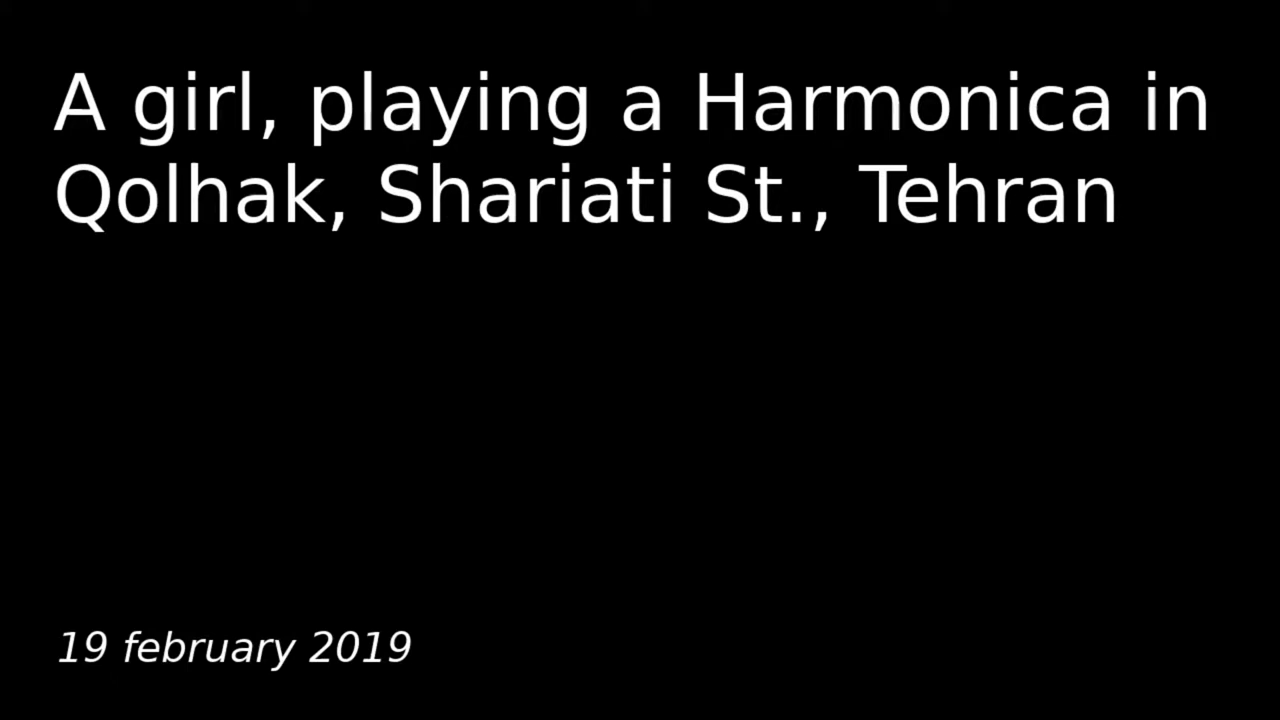 A girl, playing a Harmonica in
Qolhak, Shariati St., Tehran
19 february 2019